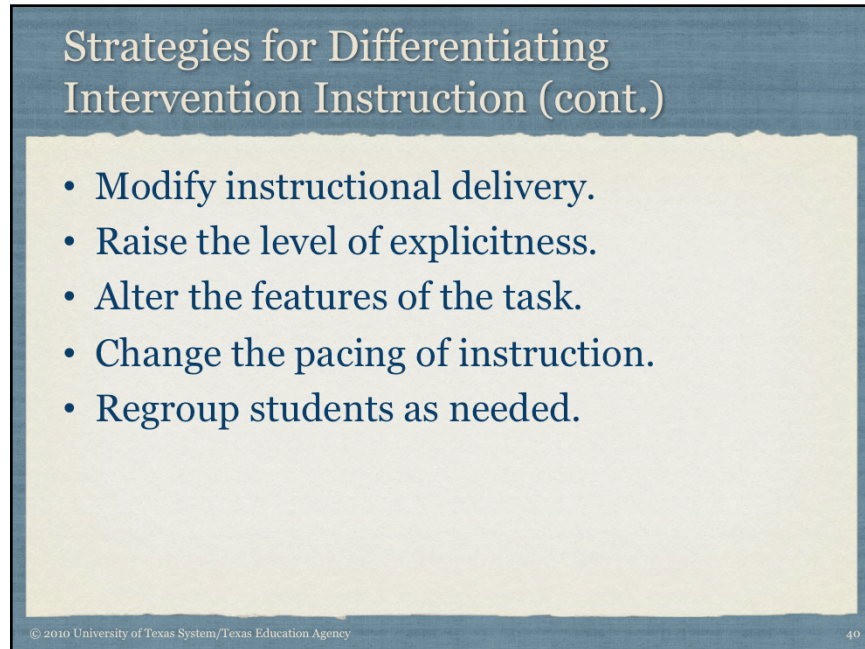 Strategies for Differentiating
Intervention Instruction (cont.)
• Modify instructional delivery.
• Raise the level of explicitness.
• Alter the features of the task.
• Change the pacing of instruction.
• Regroup students as needed.
© 2010 University of Texas System/Texas Education Agency
40